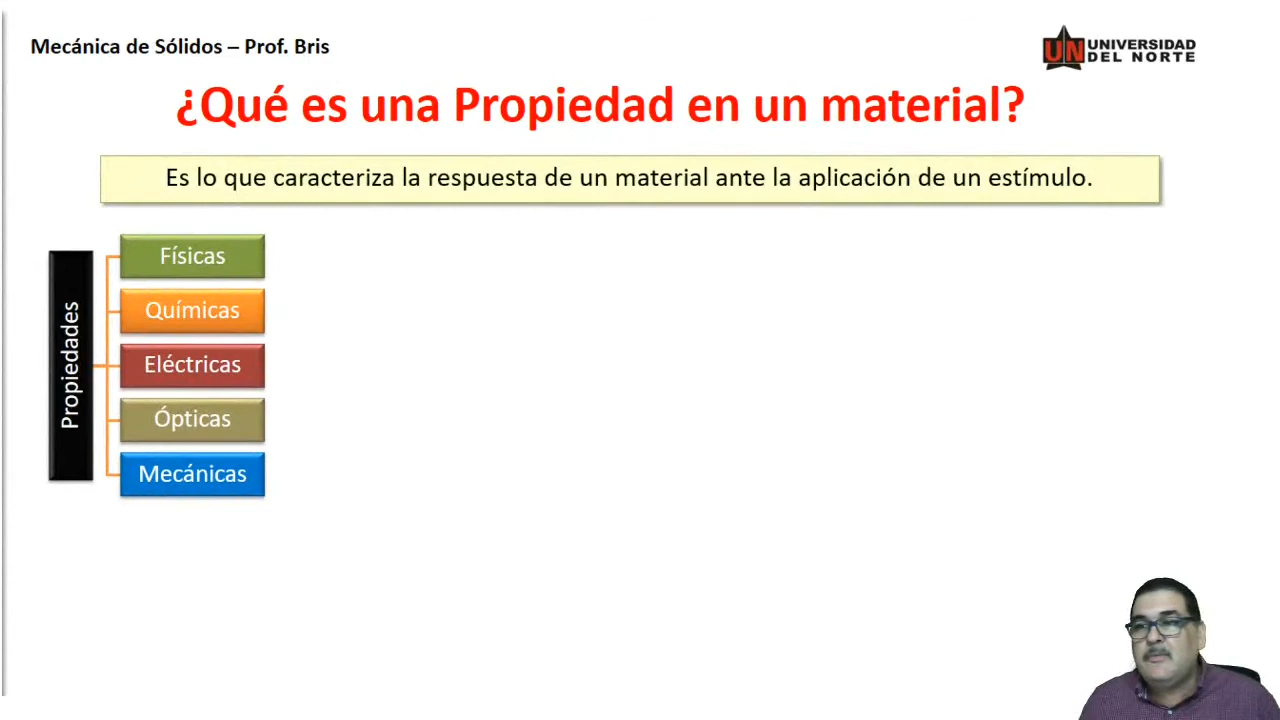 Mecánica de Sólidos – Prof. Bris
UN UNIVERSIDAD
DEL NORTE
¿Qué es una Propiedad en un material?
Es lo que caracteriza la respuesta de un material ante la aplicación de un estímulo.
Propiedades
Físicas
Químicas
Eléctricas
Ópticas
Mecánicas